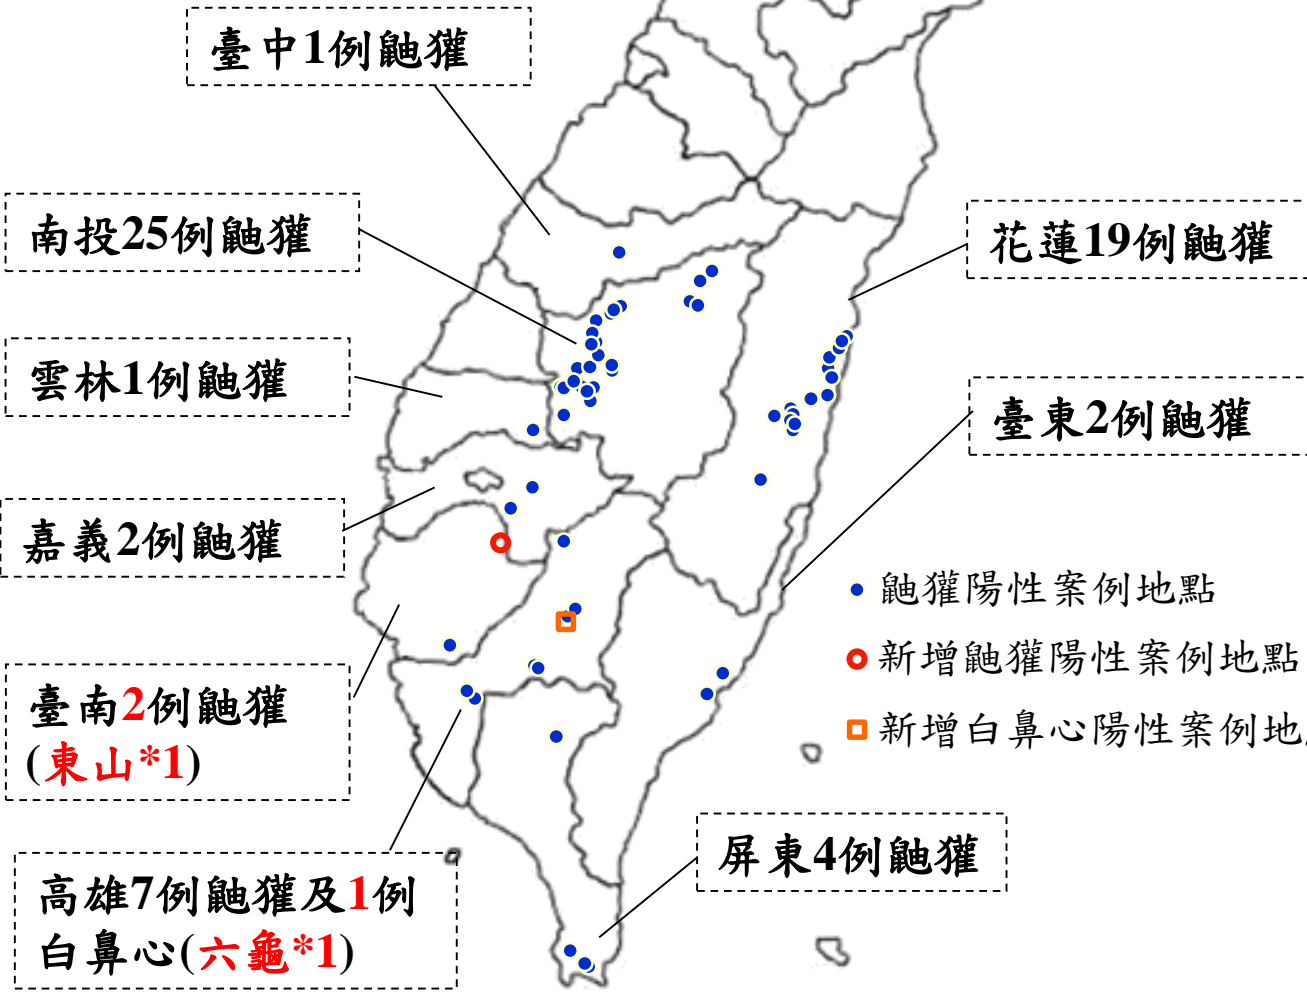 臺中1例鼬獾
南投25例鼬獾
花蓮19例鼬獾
雲林1例鼬獾
臺東2例鼬獾
嘉義2例鼬獾
鼬獾陽性案例地點
新增鼬獾陽性案例地點
新增白鼻心陽性案例地
臺南2例鼬獾
(東山*1)
屏東4例鼬獾
高雄7例鼬獾及1例
白鼻心(六龜*1)